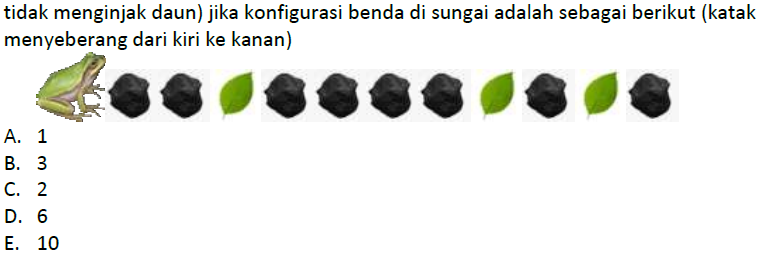 tidak menginjak daun) jika konfigurasi benda di sungai adalah sebagai berikut (katak
menyeberang dari kiri ke kanan)
A. 1
B. 3
C. 2
D. 6
E. 10